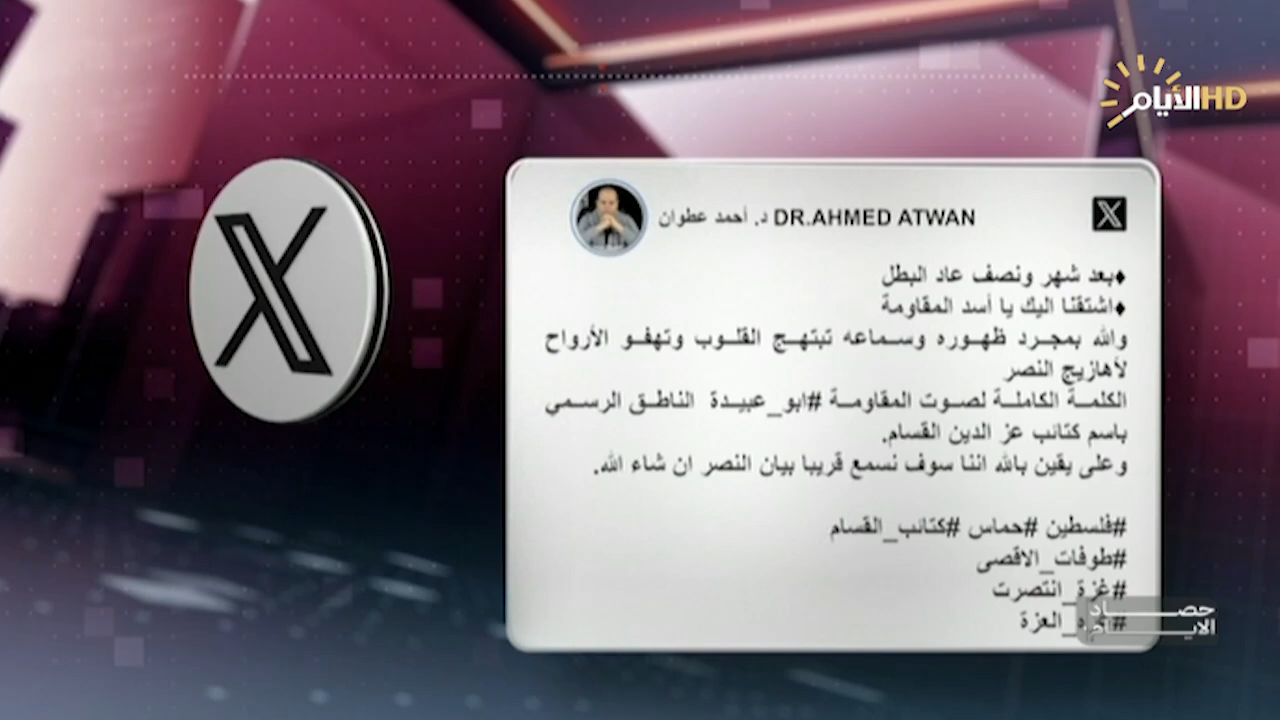 الأيام HD
د. أحمد عطوان DR.AHMED ATWAN
♦بعد شهر ونصف عاد البطل
♦اشتقنا اليك يا أسد المقاومة
والله بمجرد ظهوره وسماعه تبتهج القلوب وتهفو الأرواح
لأهازيج النصر
الكلمة الكاملة لصوت المقاومة #ابو_عبيدة الناطق الرسمي
باسم كتائب عز الدين القسام.
وعلى يقين بالله اننا سوف نسمع قريبا بيان النصر ان شاء الله.
#فلسطين #حماس #كتائب_القسام
#طوفات_الاقصى
#غزة_انتصرت
_العزة
حصاد
الايام